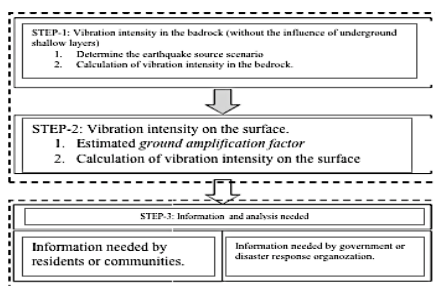 STEP-1: Vibration intensity in the badrock (without the influence of underground
shallow layers)
1. Determine the earthquake source scenario
2. Calculation of vibration intensity in the bedrock.
STEP-2: Vibration intensity on the surface.
1. Estimated ground amplification factor
2. Calculation of vibration intensity on the surface
STEP-3: Information and analysis needed
Information needed by
residents or communities.
Information needed by government or
disaster response organozation.